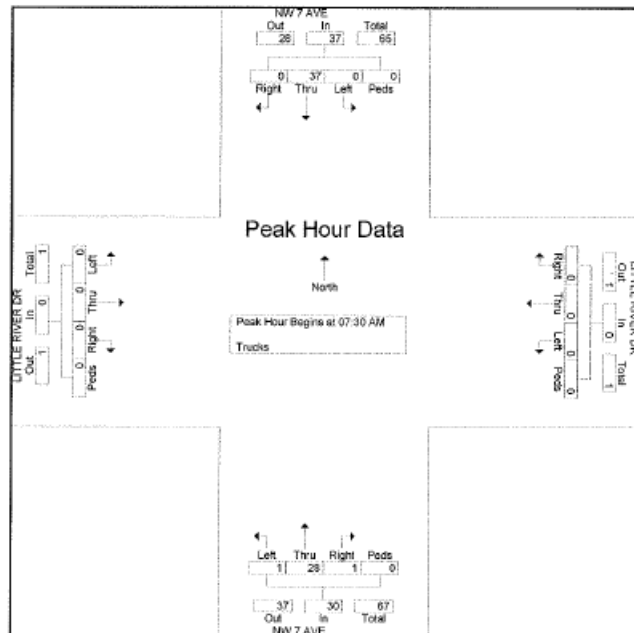 NW 7 AVE
Out In Total
28 37 65
0 37 0 0
Right Thru Left Peds
Peak Hour Data
North
Peak Hour Begins at 07:30 AM
Trucks
LITTLE RIVER DR
Out In Total
1 0 1
Peds Right Thru Left
0 0 0 0
Right Thru Left Peds
0 0 0 0
Out In Total
1 0 1
LITTLE RIVER DR
Left Thru Right Peds
1 28 1 0
37 30 67
Out In Total
NW 7 AVE